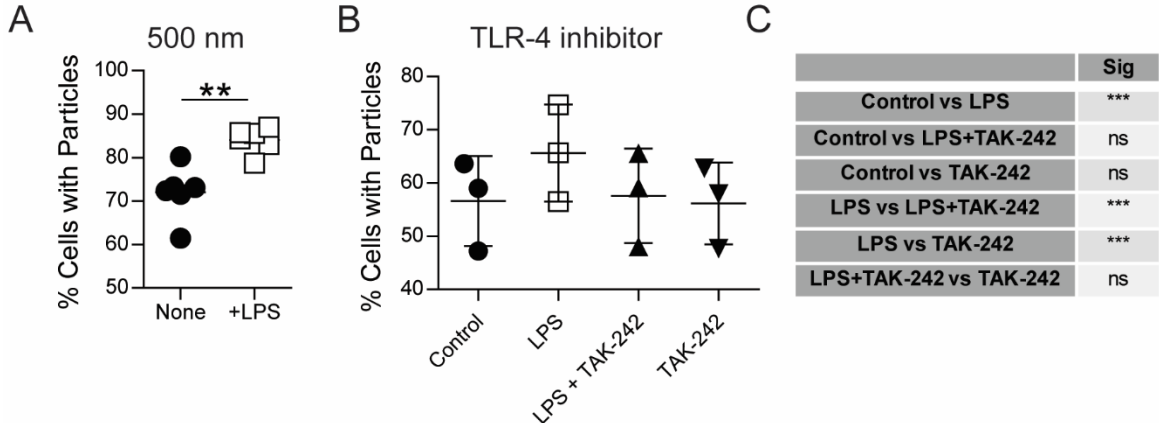 A
500 nm
% Cells with Particles
100
90
80
70
60
50
**
None
+LPS
B
TLR-4 inhibitor
% Cells with Particles
80
70
60
50
40
Control
LPS
LPS + TAK-242
TAK-242
C
Sig
Control vs LPS ***
Control vs LPS+TAK-242 ns
Control vs TAK-242 ns
LPS vs LPS+TAK-242 ***
LPS vs TAK-242 ***
LPS+TAK-242 vs TAK-242 ns